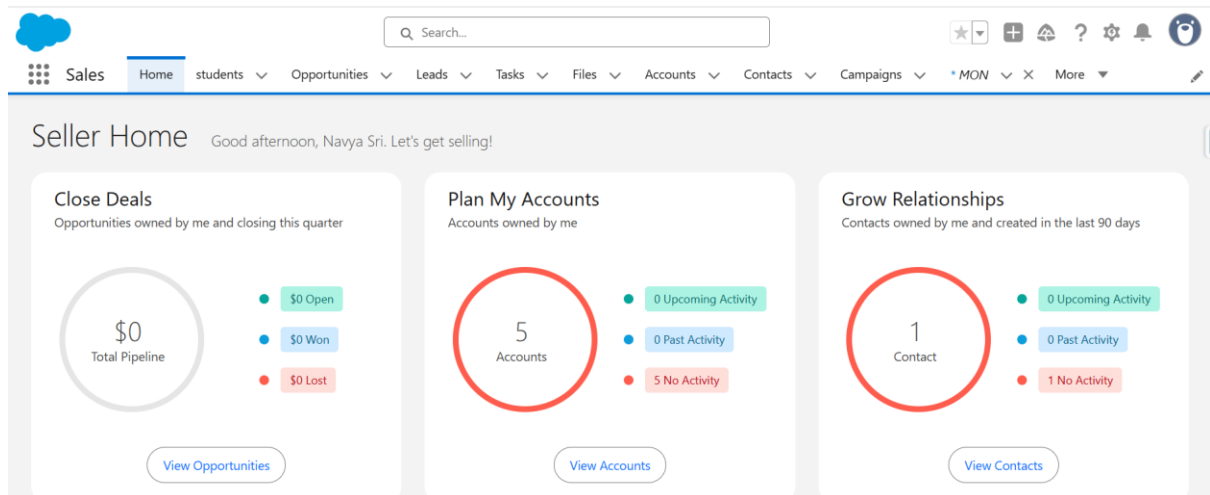 Search...
Sales Home students Opportunities Leads Tasks Files Accounts Contacts Campaigns * MON More
Seller Home Good afternoon, Navya Sri. Let's get selling!
Close Deals
Opportunities owned by me and closing this quarter
$0
Total Pipeline
$0 Open
$0 Won
$0 Lost
View Opportunities
Plan My Accounts
Accounts owned by me
5
Accounts
0 Upcoming Activity
0 Past Activity
5 No Activity
View Accounts
Grow Relationships
Contacts owned by me and created in the last 90 days
1
Contact
0 Upcoming Activity
0 Past Activity
1 No Activity
View Contacts